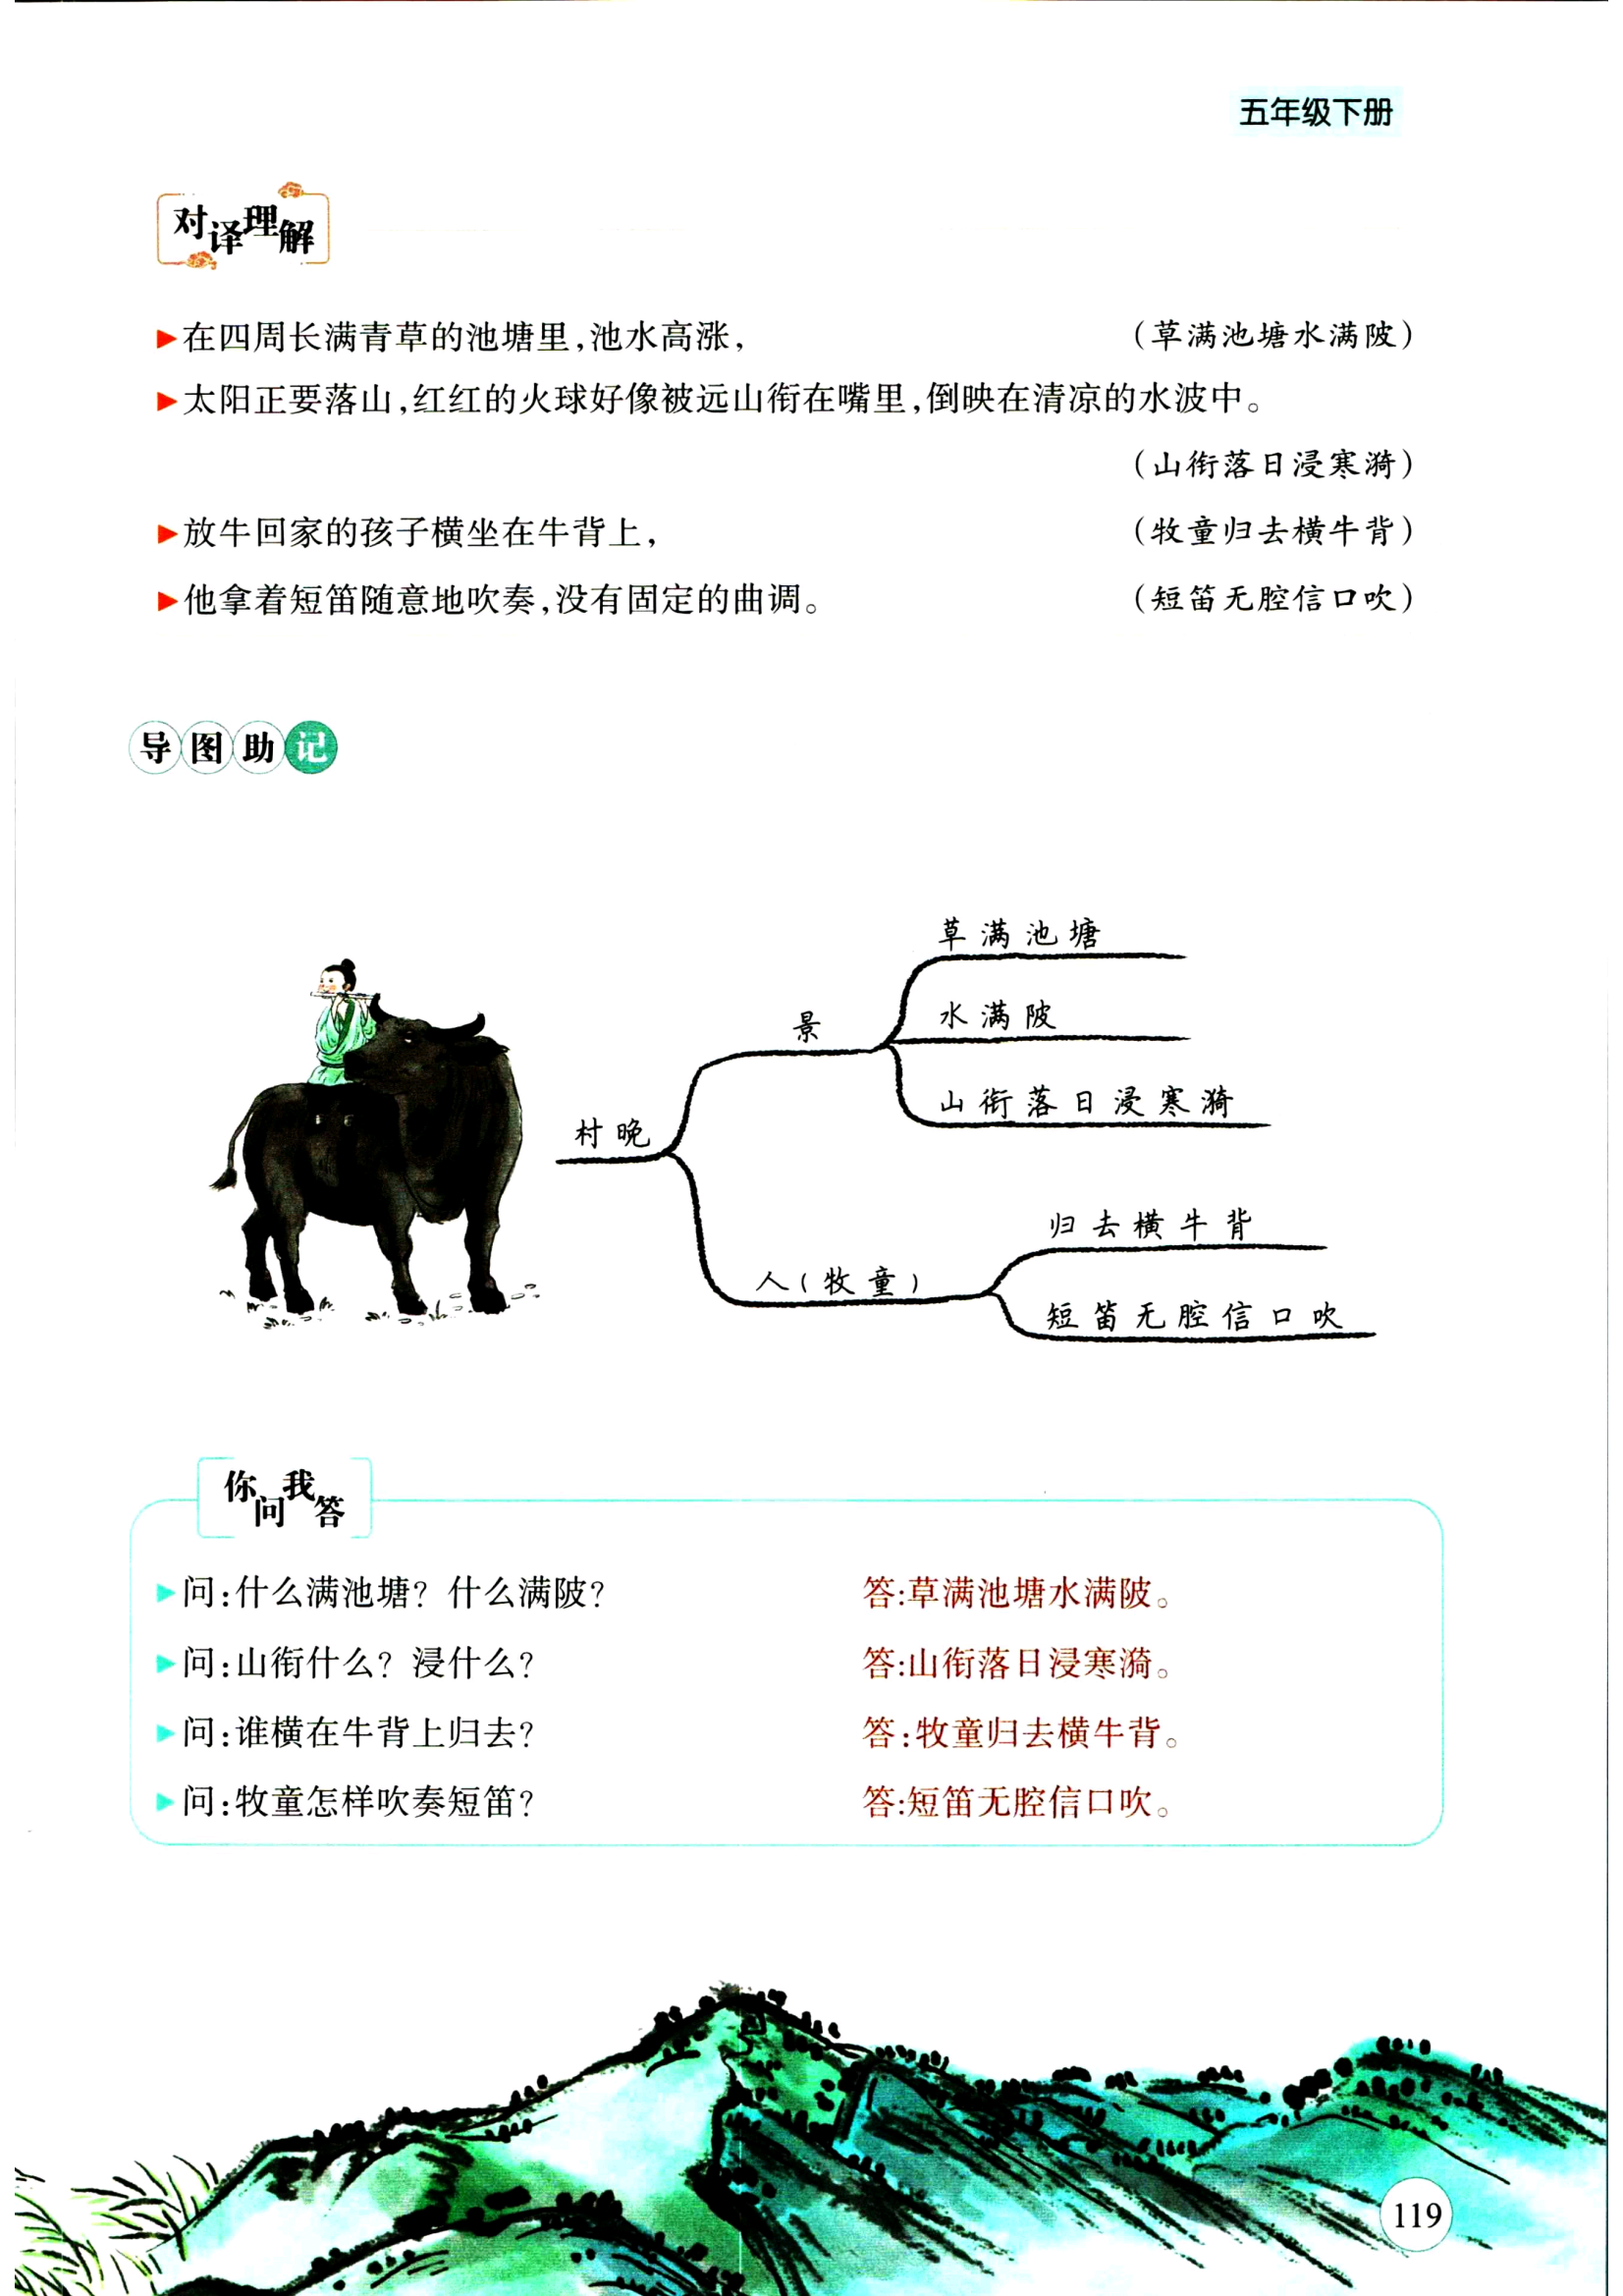 五年级下册
对译理解
在四周长满青草的池塘里,池水高涨, (草满池塘水满陂)
太阳正要落山,红红的火球好像被远山衔在嘴里,倒映在清凉的水波中。
(山衔落日浸寒漪)
放牛回家的孩子横坐在牛背上, (牧童归去横牛背)
他拿着短笛随意地吹奏,没有固定的曲调。 (短笛无腔信口吹)
导图助记
草满池塘
水满陂
景
山衔落日浸寒漪
村晚
归去横牛背
人(牧童)
短笛无腔信口吹
你问我答
问:什么满池塘? 什么满陂? 答:草满池塘水满陂。
问:山衔什么? 浸什么? 答:山衔落日浸寒漪。
问:谁横在牛背上归去? 答:牧童归去横牛背。
问:牧童怎样吹奏短笛? 答:短笛无腔信口吹。
119